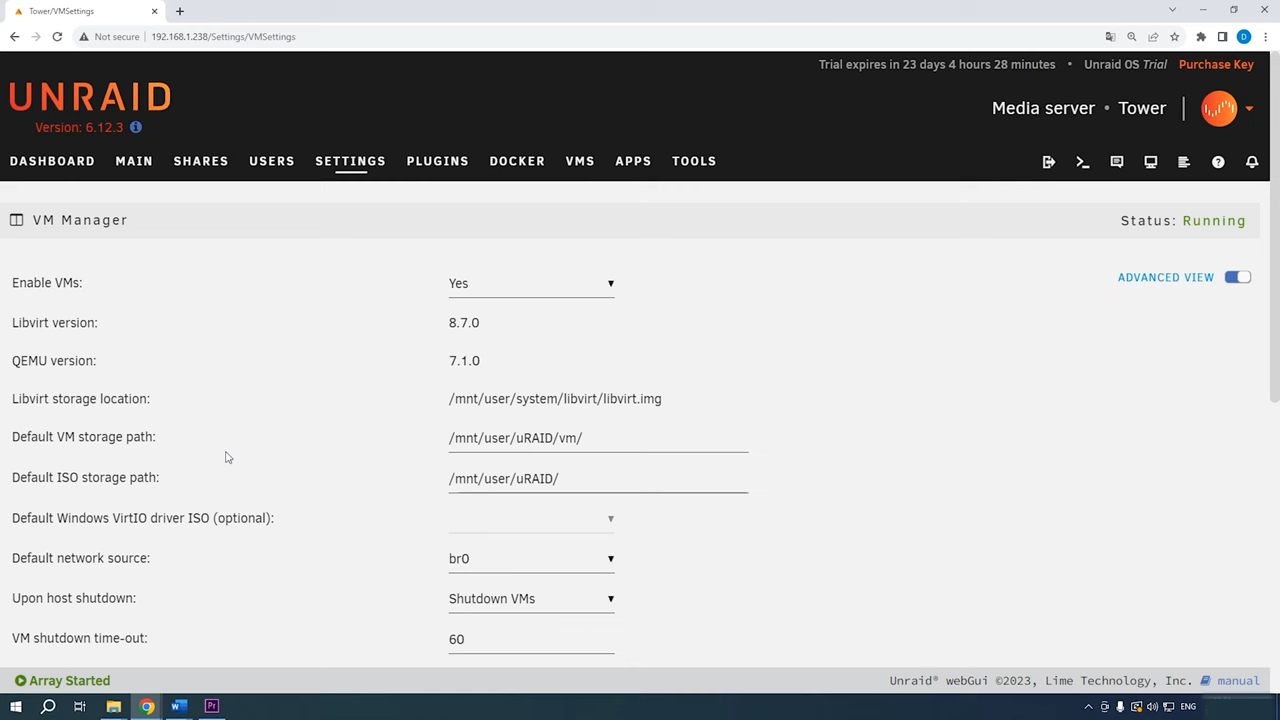 Tower/VMSettings
Not secure
192.168.1.238/Settings/VMSettings
D
Trial expires in 23 days 4 hours 28 minutes • Unraid OS Trial Purchase Key
UNRAID
Version: 6.12.3
Media server • Tower
DASHBOARD MAIN SHARES USERS SETTINGS PLUGINS DOCKER VMS APPS TOOLS
VM Manager
Status: Running
Enable VMs: Yes
ADVANCED VIEW
Libvirt version: 8.7.0
QEMU version: 7.1.0
Libvirt storage location: /mnt/user/system/libvirt/libvirt.img
Default VM storage path: /mnt/user/uRAID/vm/
Default ISO storage path: /mnt/user/uRAID/
Default Windows VirtIO driver ISO (optional):
Default network source: br0
Upon host shutdown: Shutdown VMs
VM shutdown time-out: 60
Array Started
Unraid® webGui ©2023, Lime Technology, Inc. manual
ENG